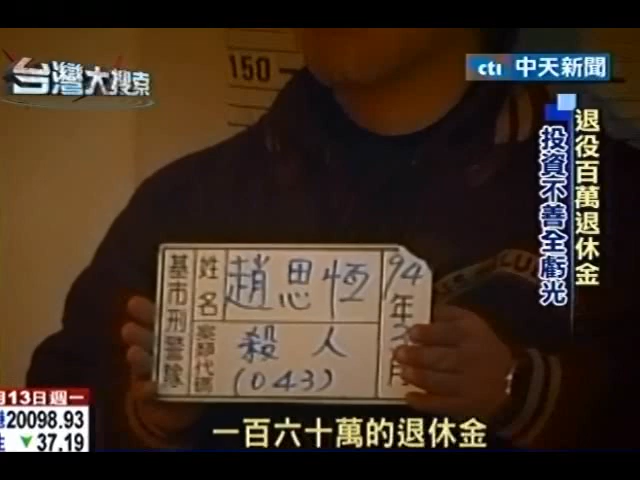 台灣大搜索
150
cti 中天新聞
退役百萬退休金
投資不善全虧光
基市刑警隊
姓名
趙思恆
案類代碼
殺人
(043)
94年2月
月13日週一
20098.93
▼37.19
一百六十萬的退休金